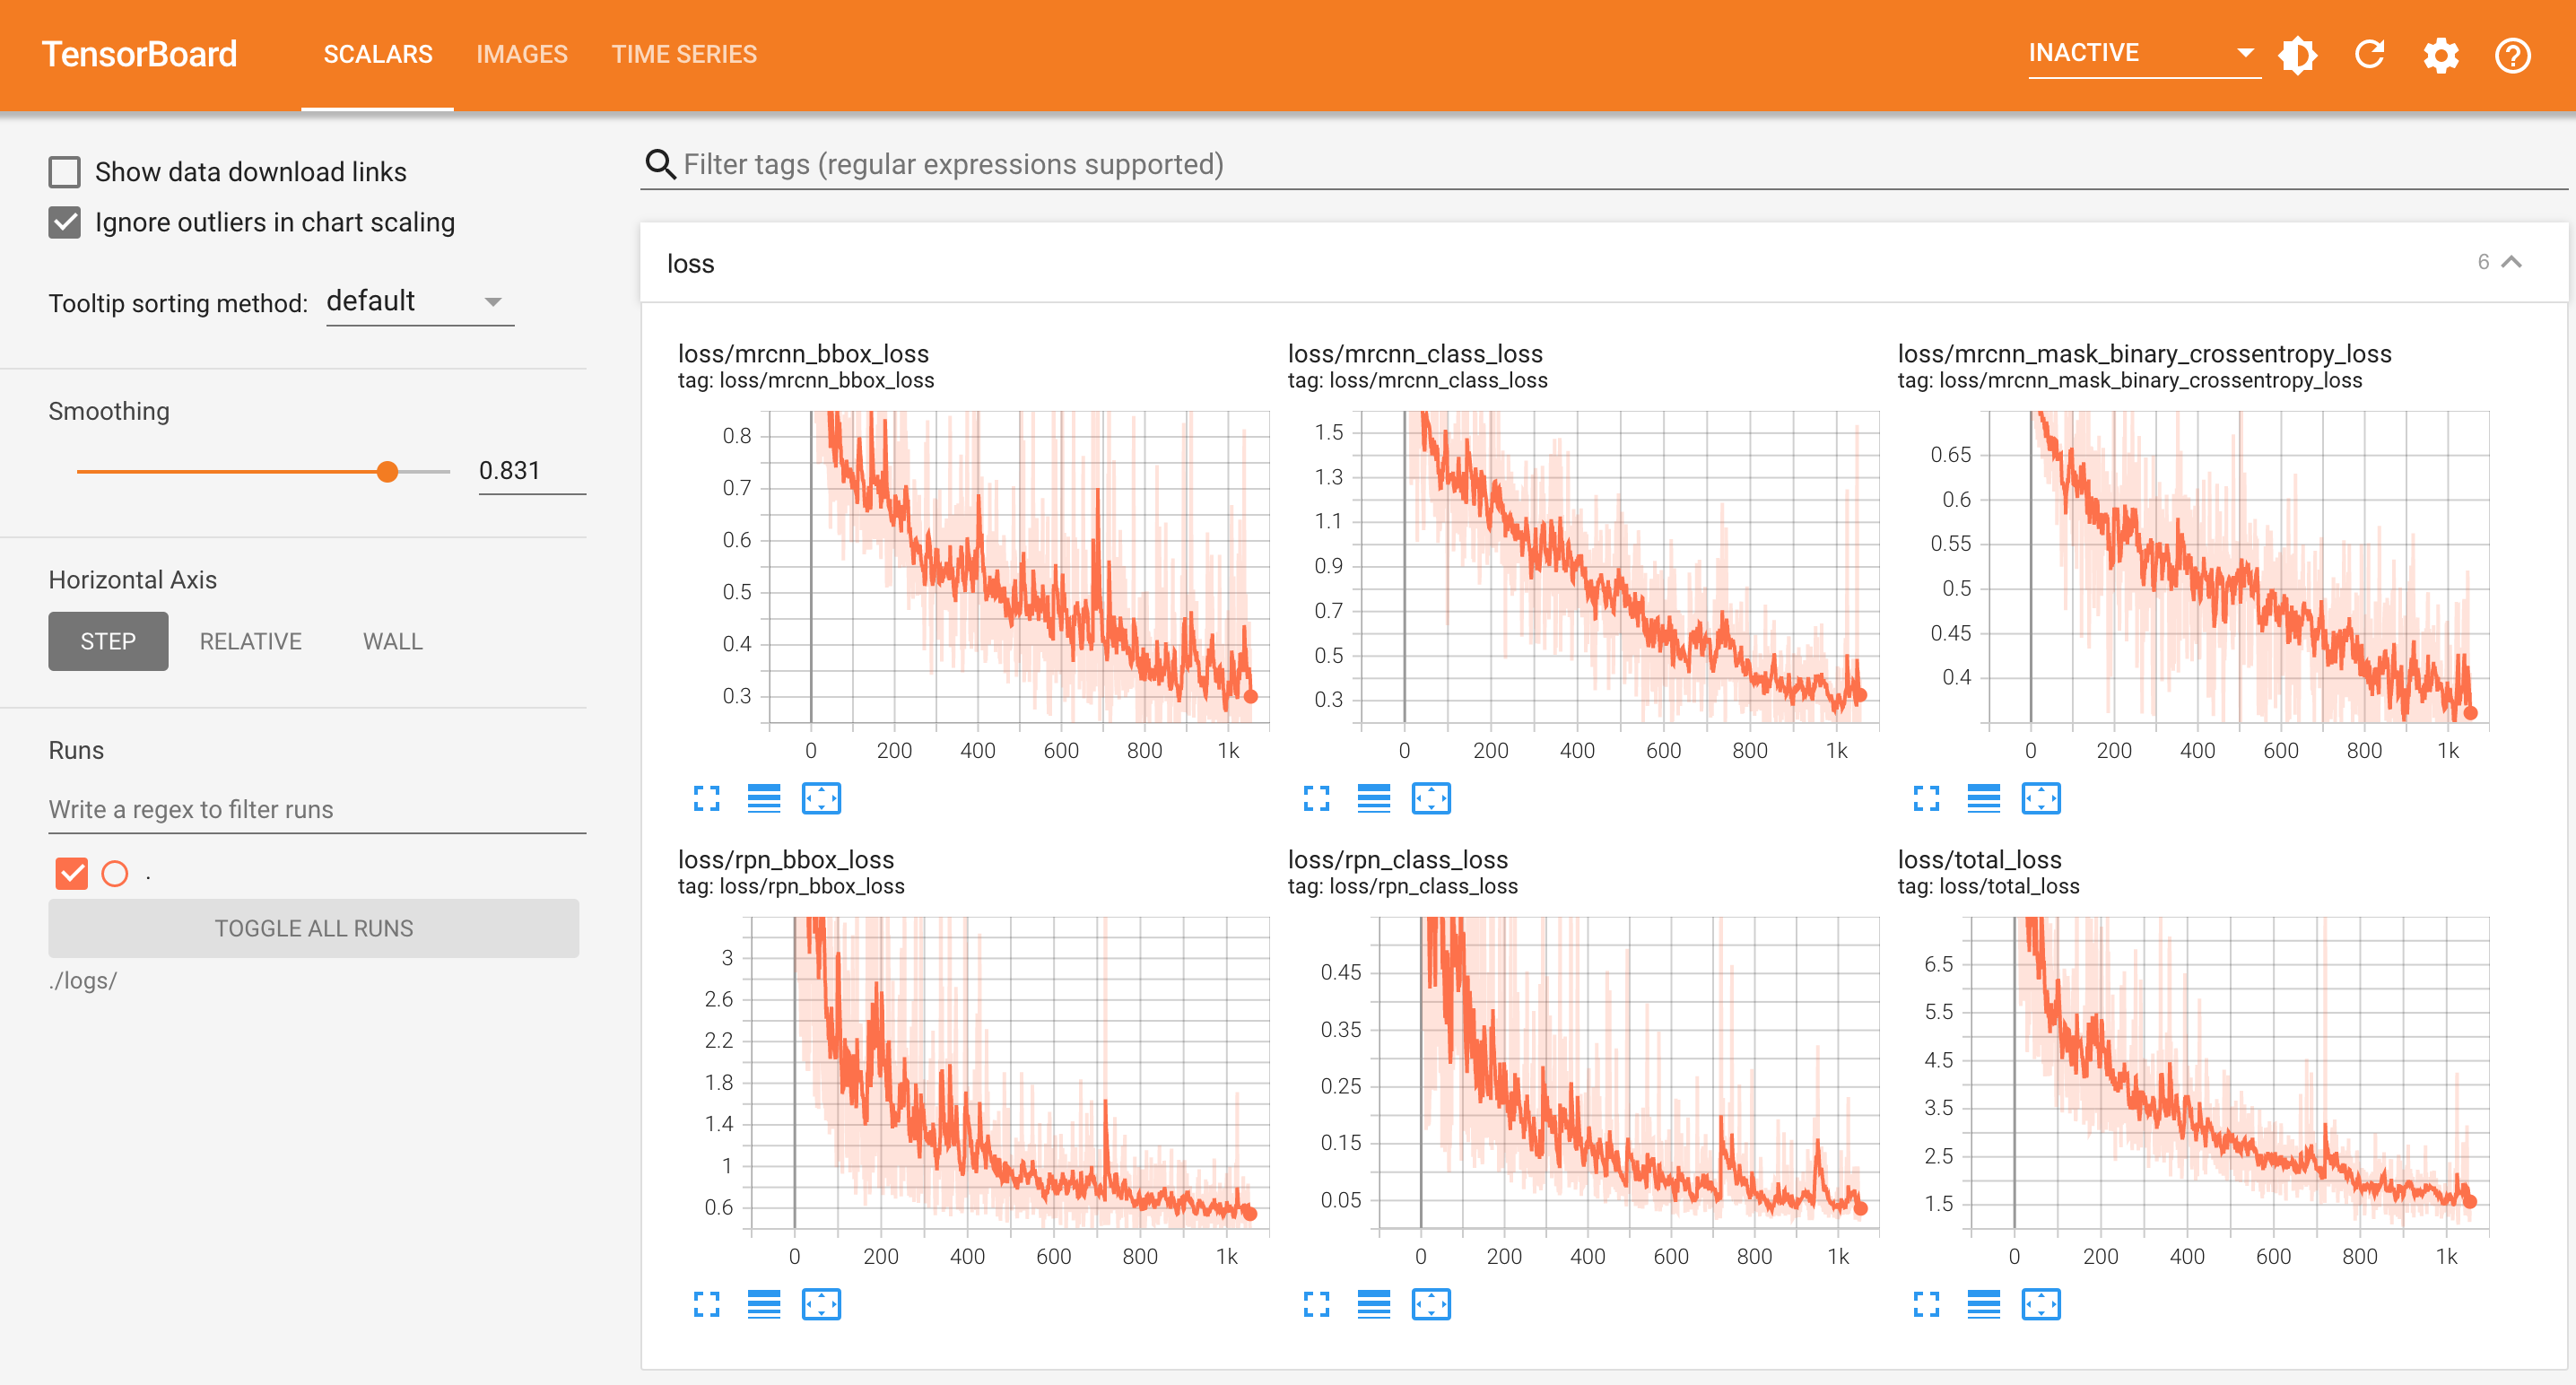 TensorBoard
SCALARS
IMAGES
TIME SERIES
INACTIVE
Show data download links
Ignore outliers in chart scaling
Tooltip sorting method: default
Smoothing
0.831
Horizontal Axis
STEP
RELATIVE
WALL
Runs
Write a regex to filter runs
.
TOGGLE ALL RUNS
./logs/
Filter tags (regular expressions supported)
loss
6
loss/mrcnn_bbox_loss
tag: loss/mrcnn_bbox_loss
0.8
0.7
0.6
0.5
0.4
0.3
0 200 400 600 800 1k
loss/mrcnn_class_loss
tag: loss/mrcnn_class_loss
1.5
1.3
1.1
0.9
0.7
0.5
0.3
0 200 400 600 800 1k
loss/mrcnn_mask_binary_crossentropy_loss
tag: loss/mrcnn_mask_binary_crossentropy_loss
0.65
0.6
0.55
0.5
0.45
0.4
0 200 400 600 800 1k
loss/rpn_bbox_loss
tag: loss/rpn_bbox_loss
3
2.6
2.2
1.8
1.4
1
0.6
0 200 400 600 800 1k
loss/rpn_class_loss
tag: loss/rpn_class_loss
0.45
0.35
0.25
0.15
0.05
0 200 400 600 800 1k
loss/total_loss
tag: loss/total_loss
6.5
5.5
4.5
3.5
2.5
1.5
0 200 400 600 800 1k